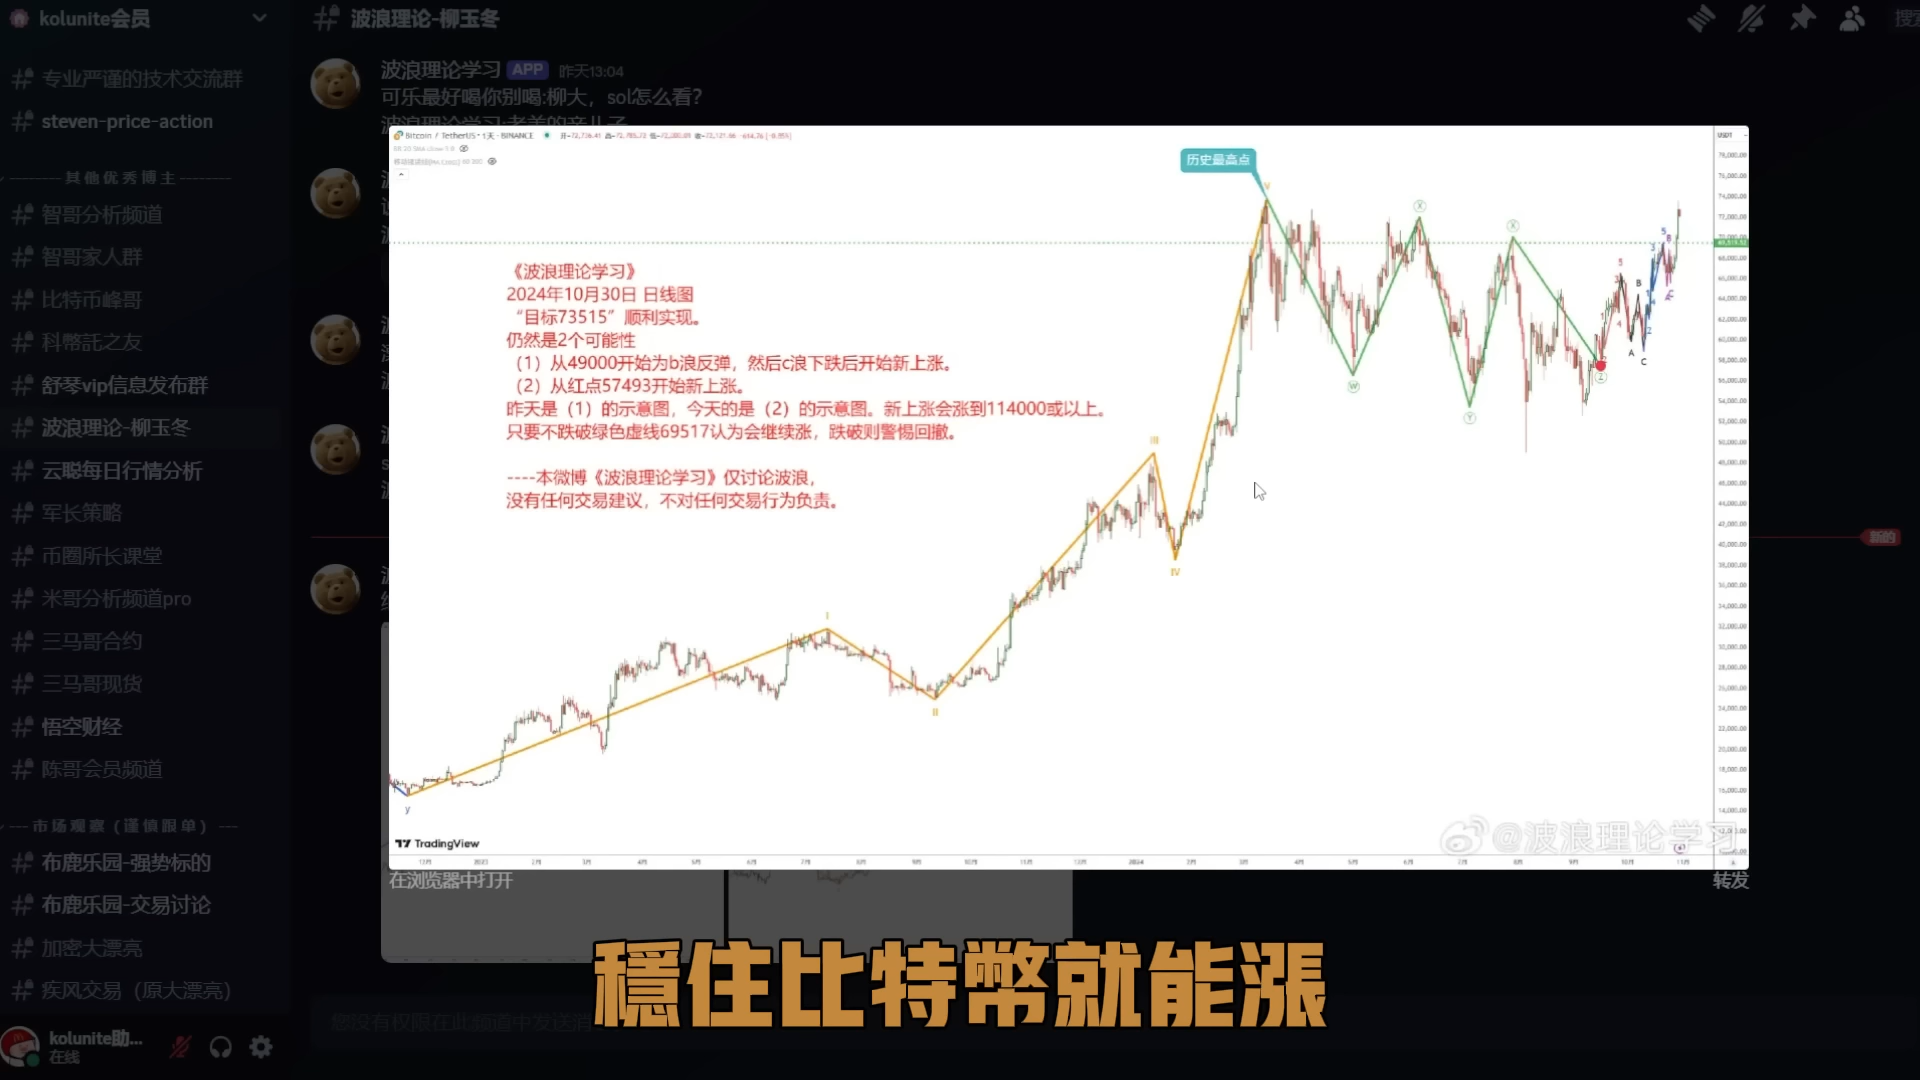 kolunite会员
波浪理论-柳玉冬
专业严谨的技术交流群
steven-price-action
-------- 其他优秀博主--------
智哥分析频道
智哥家人群
比特币峰哥
科幣託之友
舒琴vip信息发布群
波浪理论-柳玉冬
云聪每日行情分析
军长策略
币圈所长课堂
米哥分析频道pro
三马哥合约
三马哥现货
悟空财经
陈哥会员频道
--- 市场观察（谨慎跟单） ---
布鹿乐园-强势标的
布鹿乐园-交易讨论
加密大漂亮
疾风交易（原大漂亮）
kolunite助...
在线
波浪理论学习 APP 昨天13:04
可乐最好喝你别喝:柳大，sol怎么看?
Bitcoin / TetherUS • 1天 • BINANCE
历史最高点
《波浪理论学习》
2024年10月30日 日线图
“目标73515”顺利实现。
仍然是2个可能性
（1）从49000开始为b浪反弹，然后c浪下跌后开始新上涨。
（2）从红点57493开始新上涨。
昨天是（1）的示意图，今天的是（2）的示意图。新上涨会涨到114000或以上。
只要不跌破绿色虚线69517认为会继续涨，跌破则警惕回撤。
----本微博《波浪理论学习》仅讨论波浪，
没有任何交易建议，不对任何交易行为负责。
TradingView
@波浪理论学习
在浏览器中打开
转发
新的
穩住比特幣就能漲